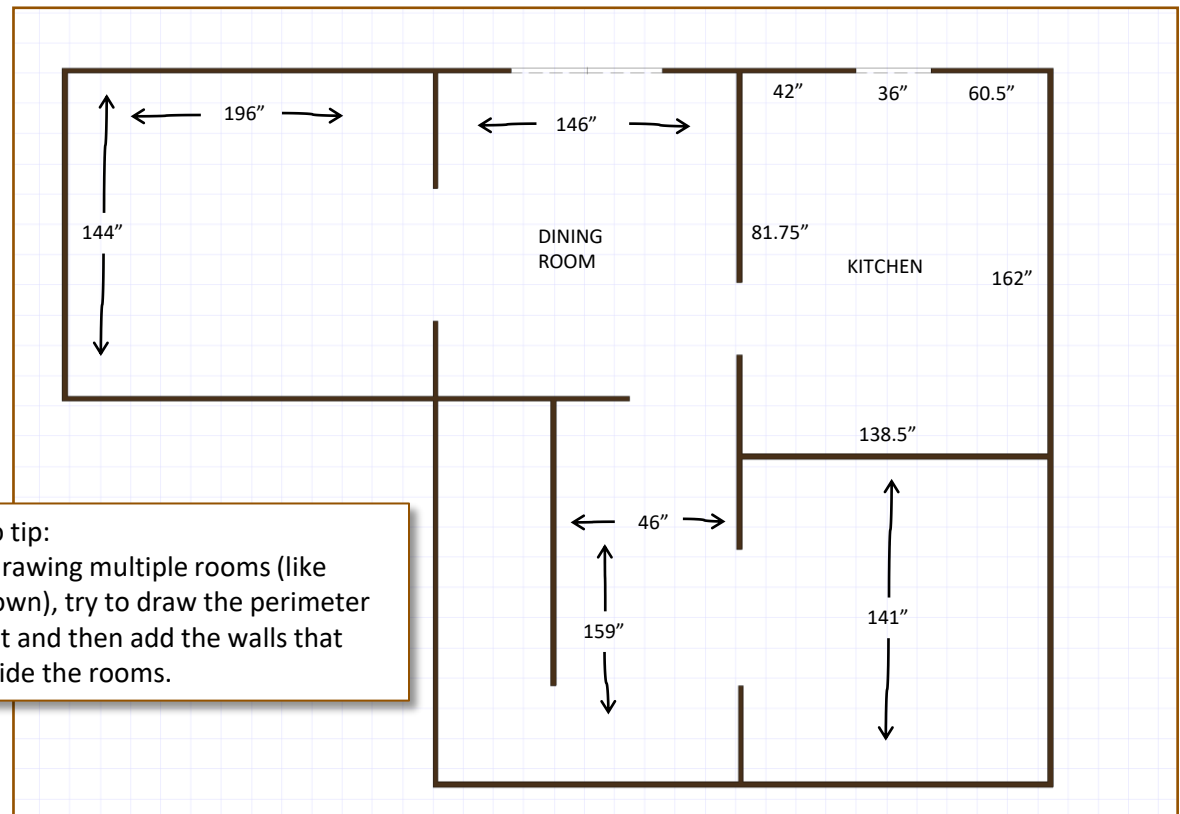 42”
36”
60.5”
196”
146”
144”
81.75”
DINING
ROOM
KITCHEN
162”
138.5”
46”
tip:
rawing multiple rooms (like
own), try to draw the perimeter
t and then add the walls that
ide the rooms.
159”
141”